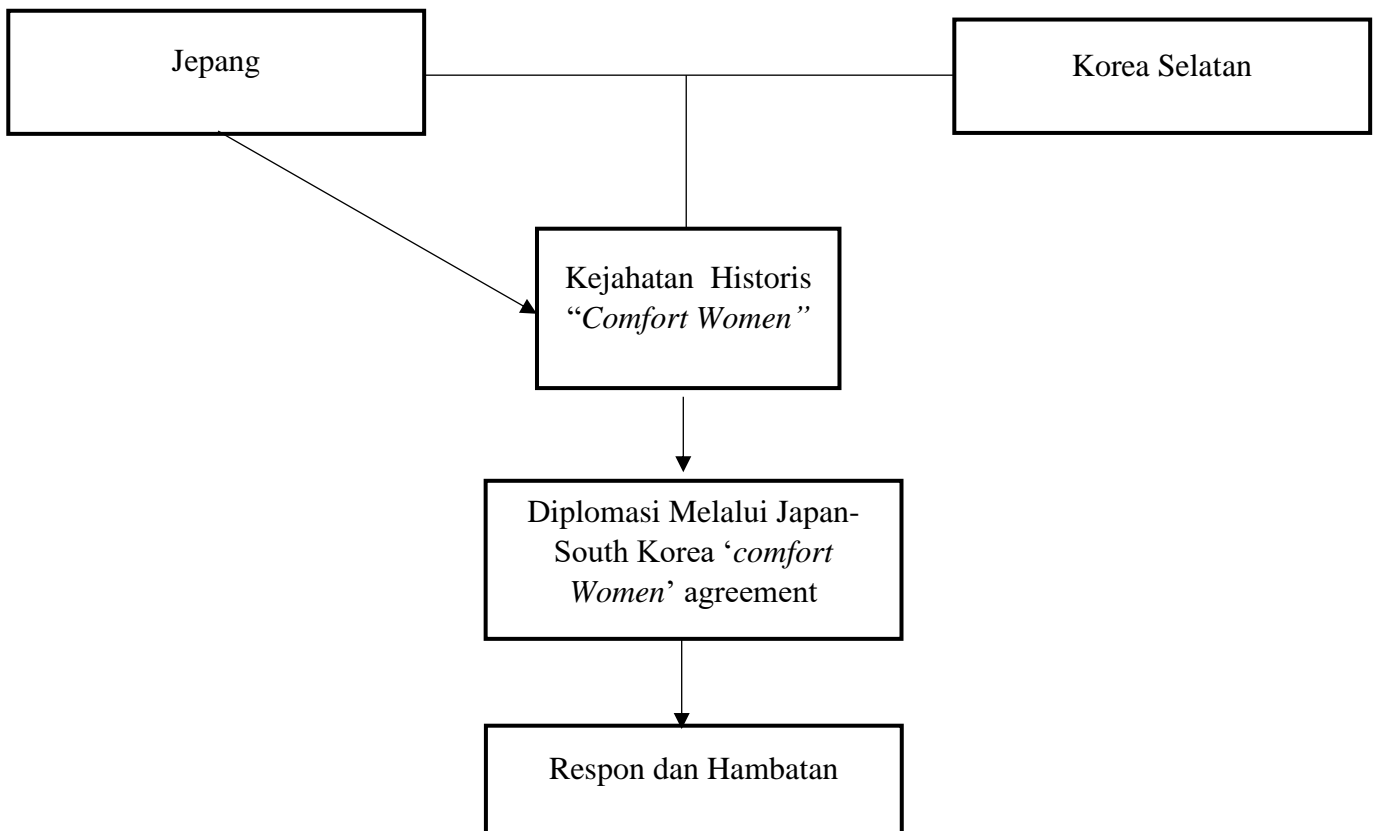 Jepang
Korea Selatan
Kejahatan Historis
“Comfort Women”
Diplomasi Melalui Japan-
South Korea ‘comfort
Women’ agreement
Respon dan Hambatan